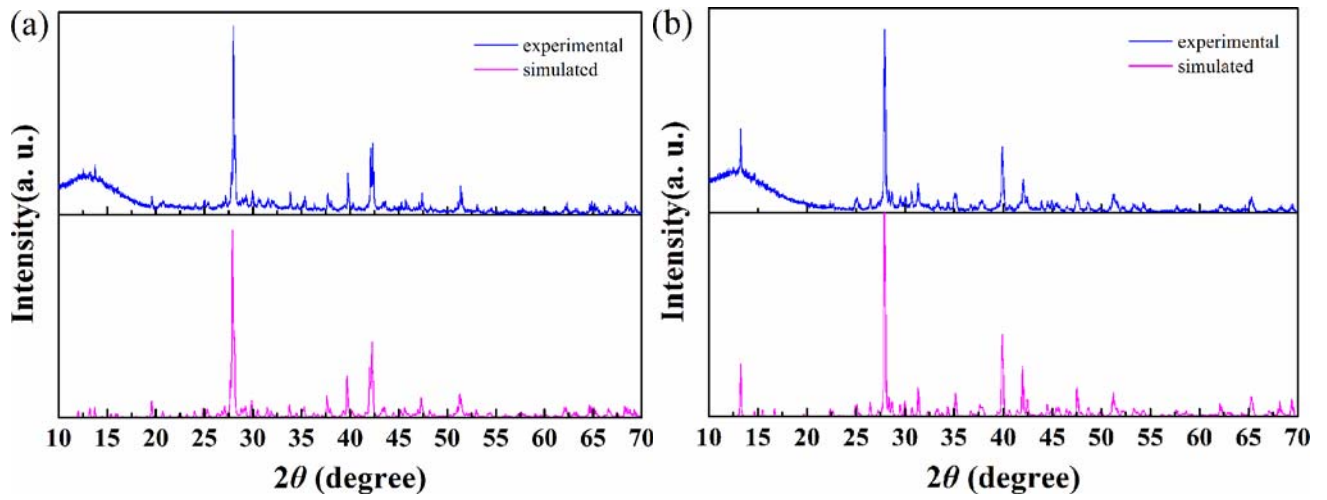 (a)
experimental
simulated
Intensity(a. u.)
10 15 20 25 30 35 40 45 50 55 60 65 70
2θ (degree)
(b)
experimental
simulated
Intensity(a. u.)
10 15 20 25 30 35 40 45 50 55 60 65 70
2θ (degree)